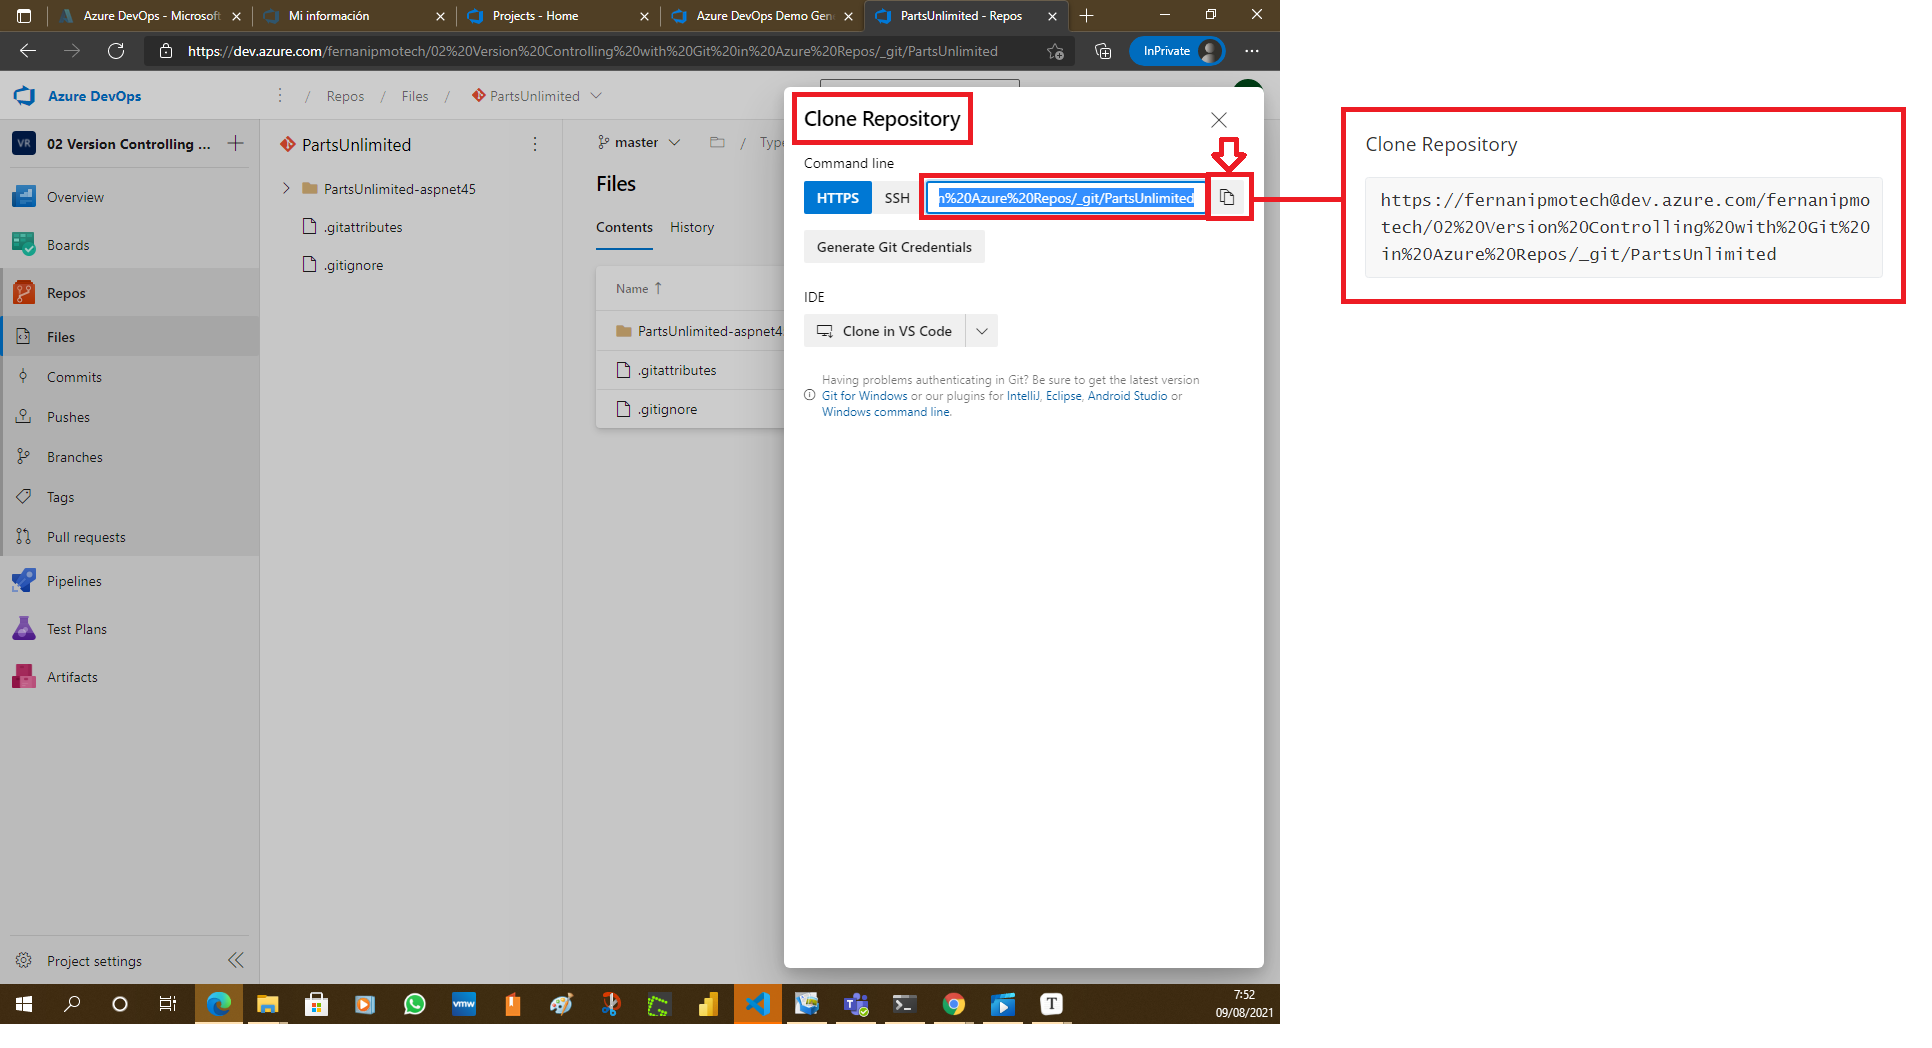 Azure DevOps - Microsoft
Mi información
Projects - Home
Azure DevOps Demo Gen
PartsUnlimited - Repos
https://dev.azure.com/fernanipmotech/02%20Version%20Controlling%20with%20Git%20in%20Azure%20Repos/_git/PartsUnlimited
InPrivate
Azure DevOps
/ Repos / Files / PartsUnlimited
VR 02 Version Controlling ...
Overview
Boards
Repos
Files
Commits
Pushes
Branches
Tags
Pull requests
Pipelines
Test Plans
Artifacts
Project settings
PartsUnlimited
PartsUnlimited-aspnet45
.gitattributes
.gitignore
master / Type
Files
Contents History
Name ↑
PartsUnlimited-aspnet4
.gitattributes
.gitignore
Clone Repository
Command line
HTTPS SSH n%20Azure%20Repos/_git/PartsUnlimited
Generate Git Credentials
IDE
Clone in VS Code
Having problems authenticating in Git? Be sure to get the latest version
Git for Windows or our plugins for IntelliJ, Eclipse, Android Studio or
Windows command line.
Clone Repository
https://fernanipmotech@dev.azure.com/fernanipmo
tech/02%20Version%20Controlling%20with%20Git%20
in%20Azure%20Repos/_git/PartsUnlimited
vmw
T
7:52
09/08/2021